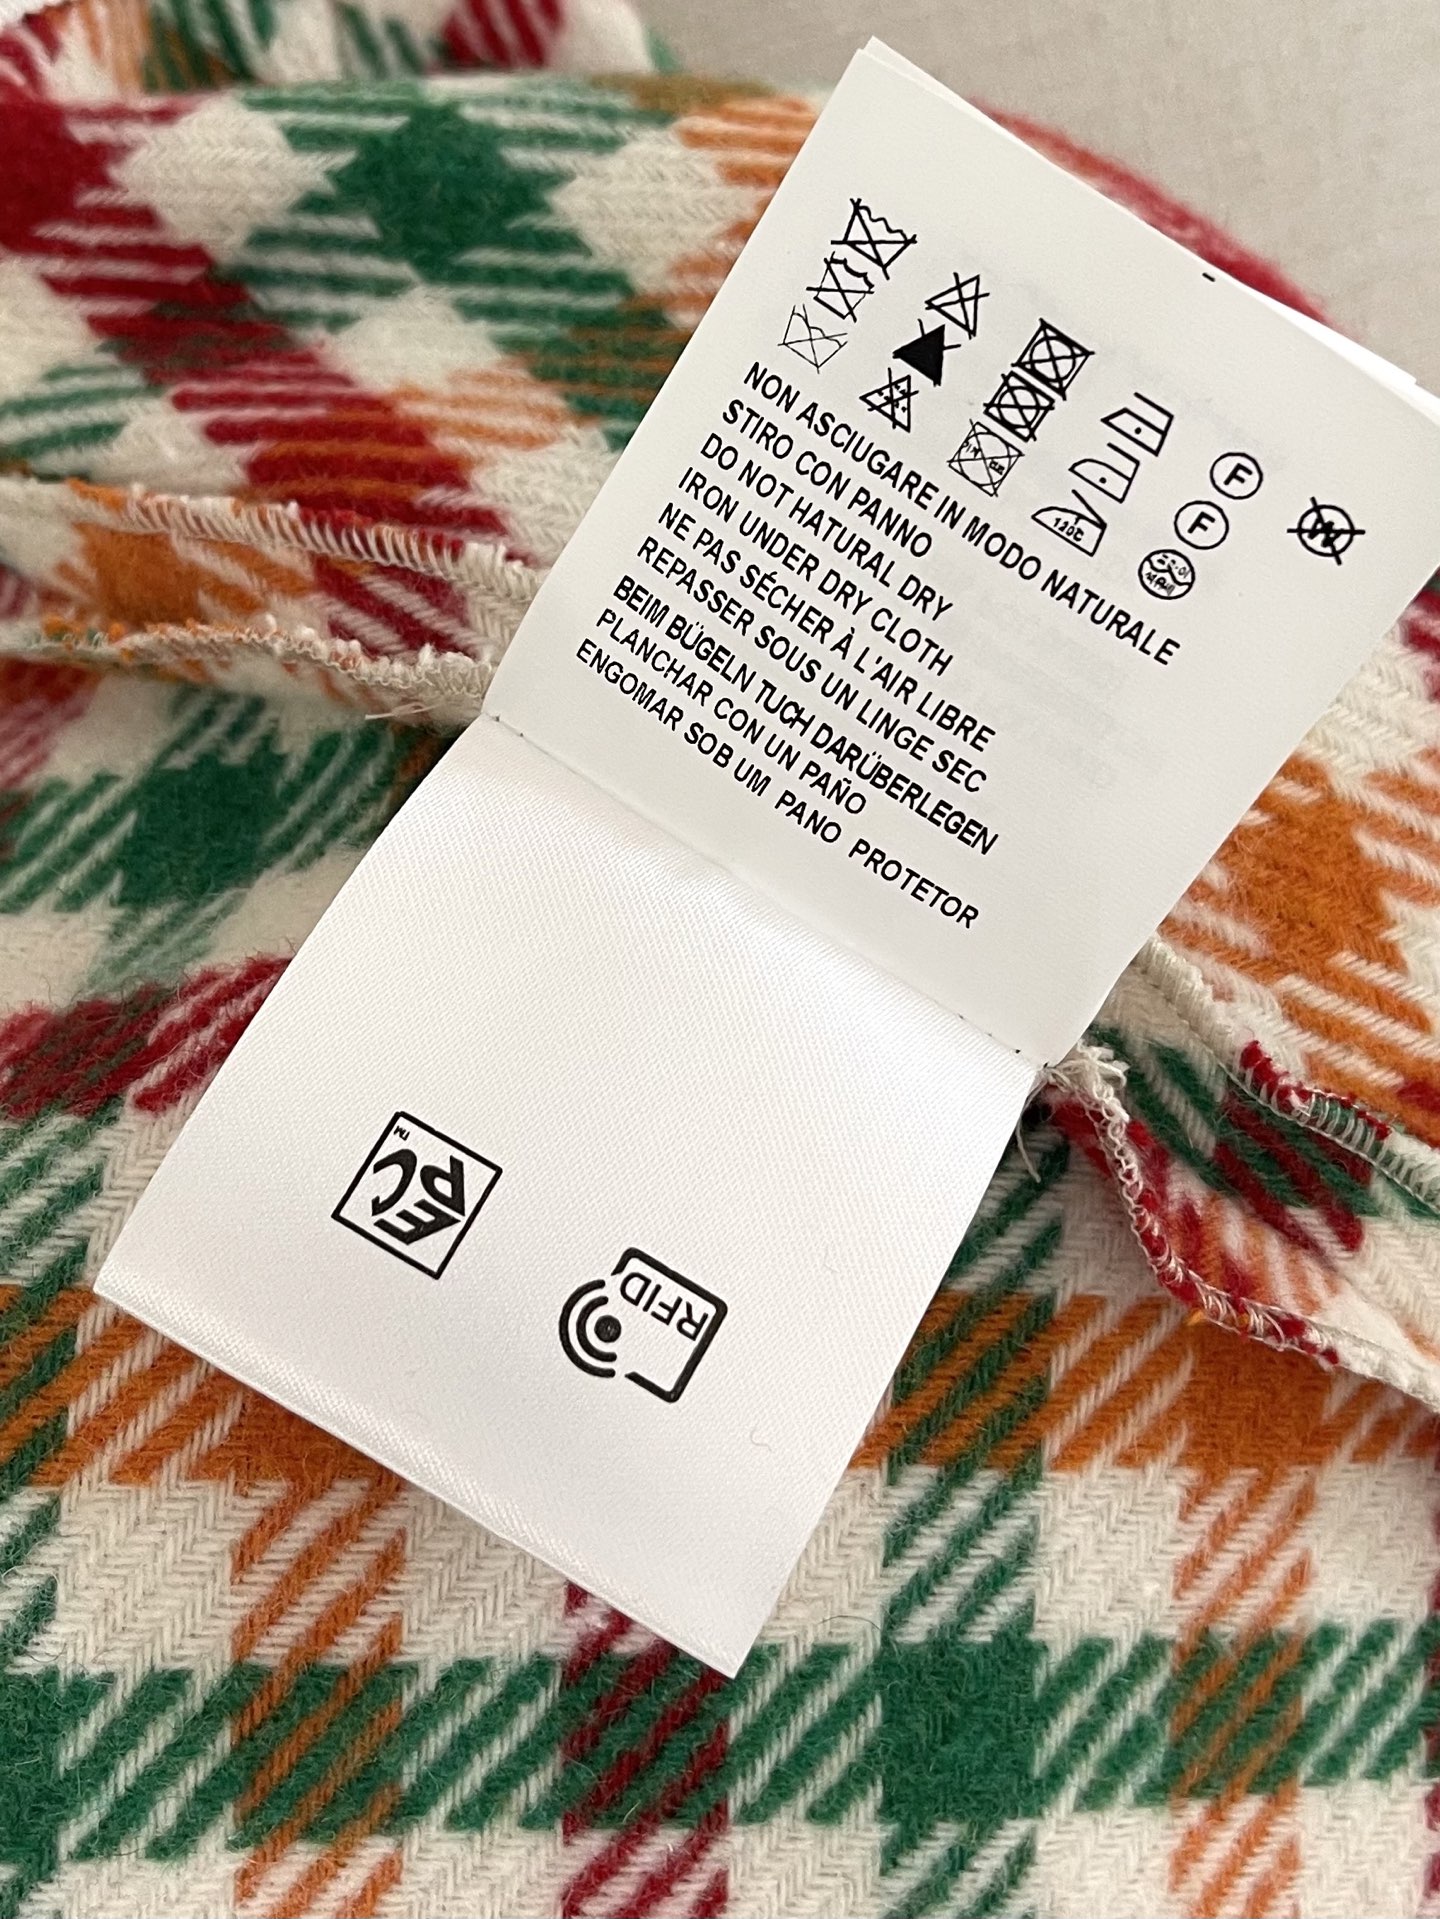 F
F
120C
NON ASCIUGARE IN MODO NATURALE
STIRO CON PANNO
DO NOT NATURAL DRY
IRON UNDER DRY CLOTH
NE PAS SÉCHER À L'AIR LIBRE
REPASSER SOUS UN LINGE SEC
BEIM BÜGELN TUCH DARÜBERLEGEN
PLANCHAR CON UN PAÑO
ENGOMAR SOB UM PANO PROTETOR
RFID
EPC™